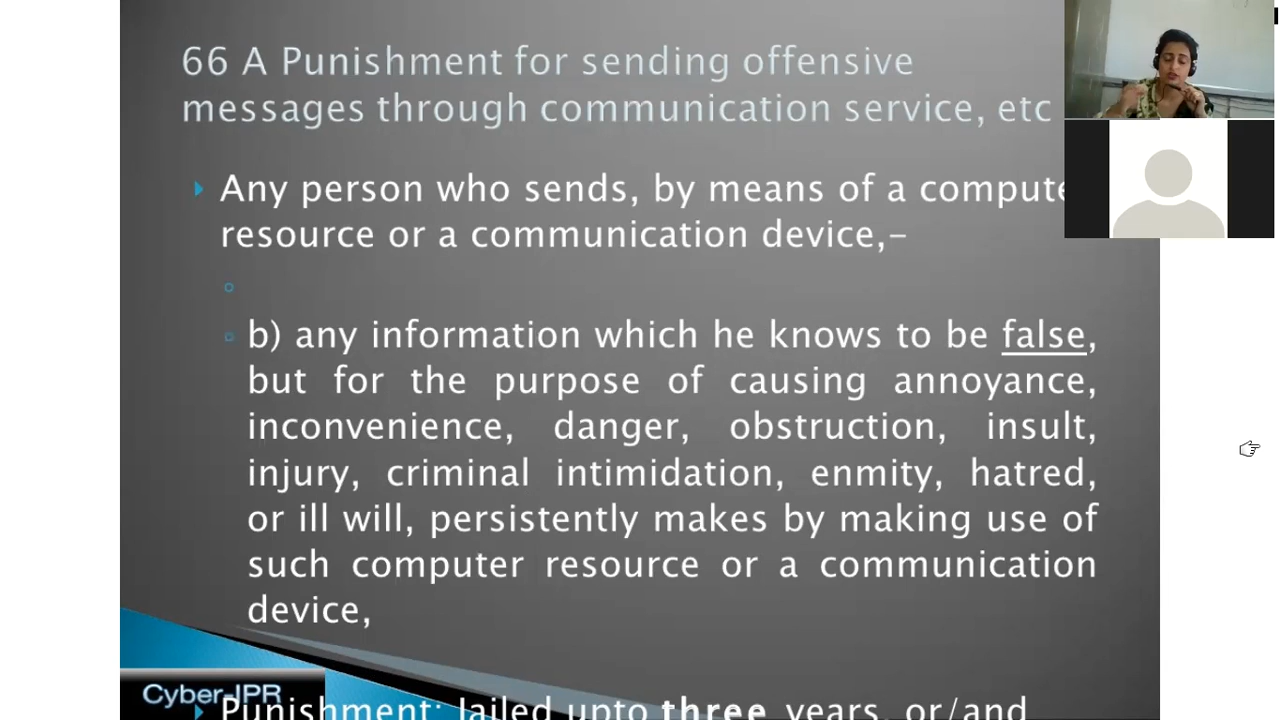 66 A Punishment for sending offensive
messages through communication service, etc
Any person who sends, by means of a compute
resource or a communication device,-
b) any information which he knows to be false,
but for the purpose of causing annoyance,
inconvenience, danger, obstruction, insult,
injury, criminal intimidation, enmity, hatred,
or ill will, persistently makes by making use of
such computer resource or a communication
device,
Cyber-JPR
Punishment: Jailed upto three years, or/and